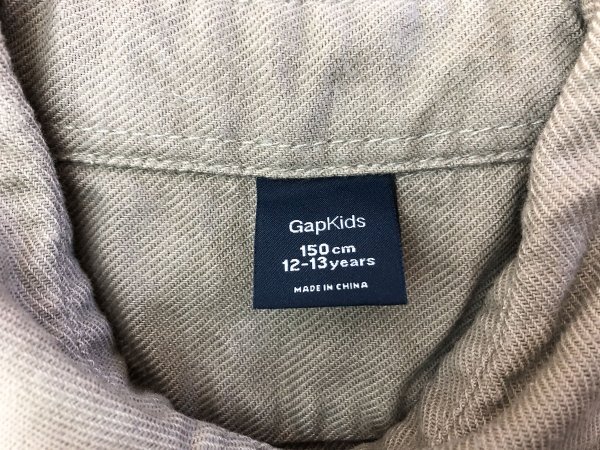 GapKids
150 cm
12-13 years
MADE IN CHINA